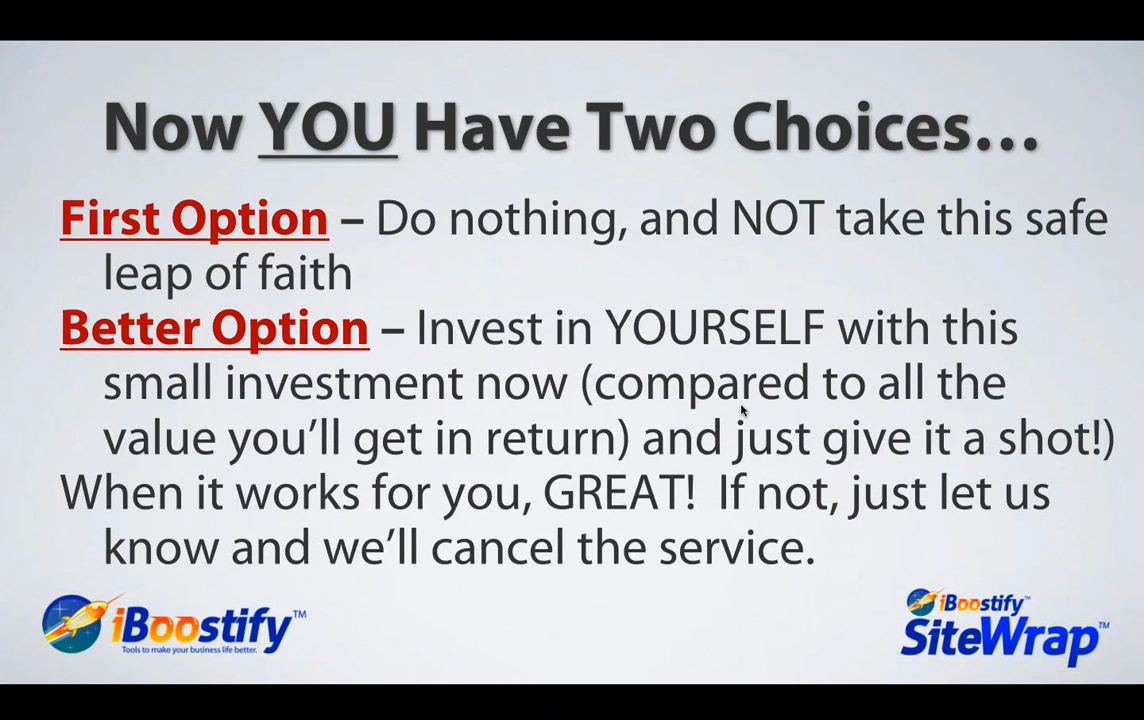 Now YOU Have Two Choices…
First Option – Do nothing, and NOT take this safe
leap of faith
Better Option – Invest in YOURSELF with this
small investment now (compared to all the
value you’ll get in return) and just give it a shot!)
When it works for you, GREAT!  If not, just let us
know and we’ll cancel the service.
iBoostify™
Tools to make your business life better.
iBoostify™
SiteWrap™